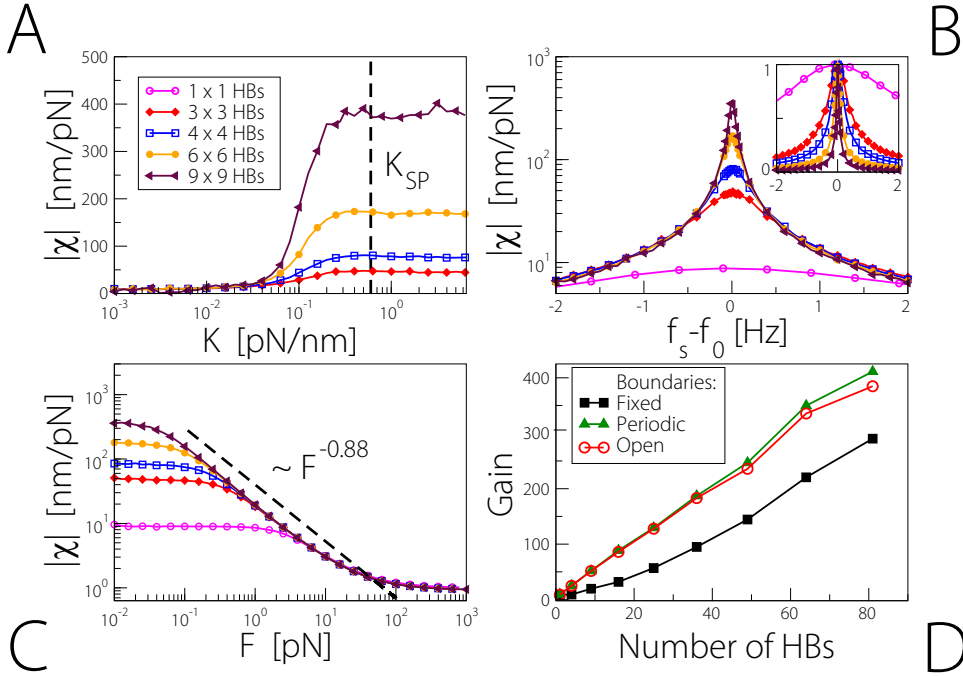 A
B
500
400
300
200
100
0
|χ| [nm/pN]
1 x 1 HBs
3 x 3 HBs
4 x 4 HBs
6 x 6 HBs
9 x 9 HBs
K_SP
10^-3
10^-2
10^-1
10^0
K [pN/nm]
10^3
10^2
10^1
|χ| [nm/pN]
1
0
-2 0 2
-2 -1 0 1 2
f_s-f_0 [Hz]
10^3
10^2
10^1
10^0
|χ| [nm/pN]
~ F^-0.88
10^-2 10^-1 10^0 10^1 10^2 10^3
F [pN]
400
300
200
100
0
Gain
Boundaries:
Fixed
Periodic
Open
0 20 40 60 80
Number of HBs
C
D